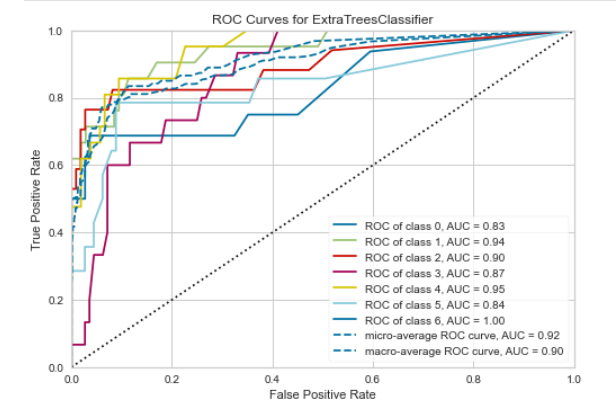 ROC Curves for ExtraTreesClassifier
1.0
0.8
0.6
0.4
0.2
0.0
True Positive Rate
ROC of class 0, AUC = 0.83
ROC of class 1, AUC = 0.94
ROC of class 2, AUC = 0.90
ROC of class 3, AUC = 0.87
ROC of class 4, AUC = 0.95
ROC of class 5, AUC = 0.84
ROC of class 6, AUC = 1.00
micro-average ROC curve, AUC = 0.92
macro-average ROC curve, AUC = 0.90
0.0 0.2 0.4 0.6 0.8 1.0
False Positive Rate